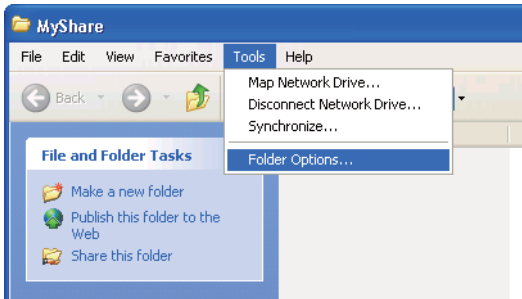 MyShare
File Edit View Favorites Tools Help
Map Network Drive...
Disconnect Network Drive...
Synchronize...
Folder Options...
Back
File and Folder Tasks
Make a new folder
Publish this folder to the
Web
Share this folder